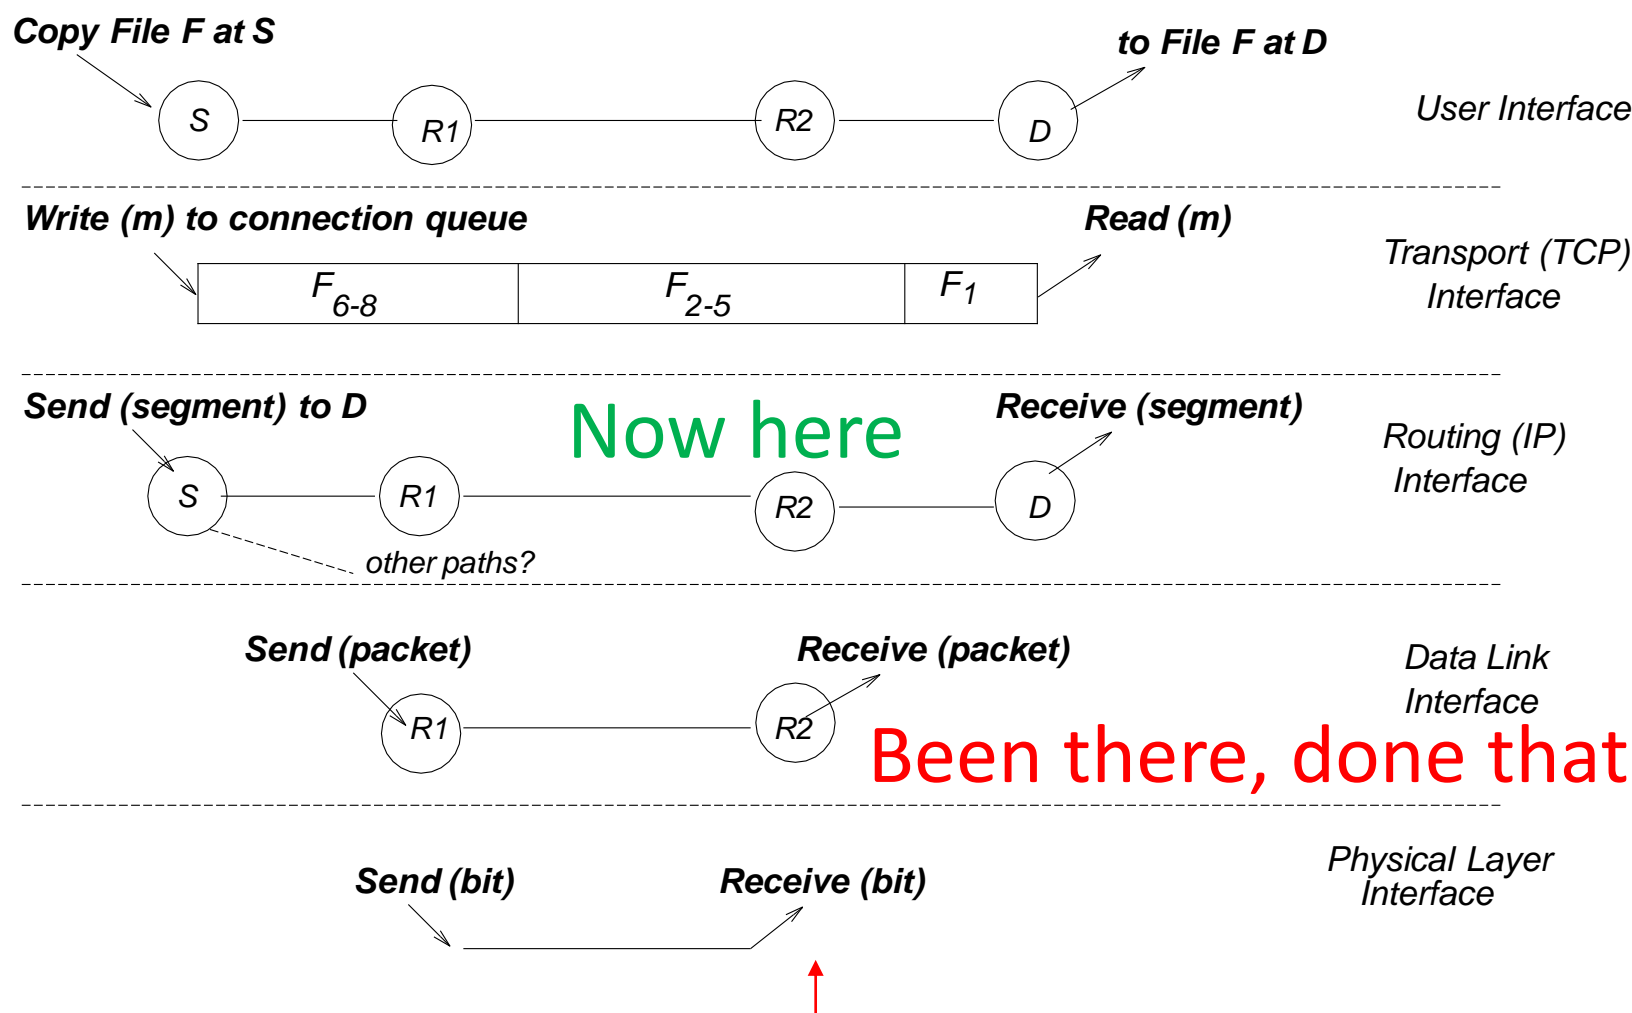 Copy File F at S
to File F at D
S
R1
R2
D
User Interface
Write (m) to connection queue
Read (m)
Transport (TCP)
Interface
F6-8
F2-5
F1
Send (segment) to D
Now here
Receive (segment)
Routing (IP)
Interface
S
R1
R2
D
other paths?
Send (packet)
Receive (packet)
Data Link
Interface
R1
R2
Been there, done that
Physical Layer
Interface
Send (bit)
Receive (bit)